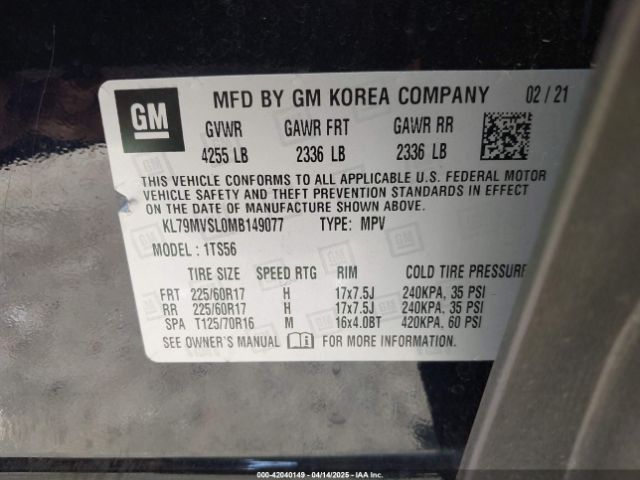 GM
MFD BY GM KOREA COMPANY 02 / 21
GVWR GAWR FRT GAWR RR
4255 LB 2336 LB 2336 LB
THIS VEHICLE CONFORMS TO ALL APPLICABLE U.S. FEDERAL MOTOR
VEHICLE SAFETY AND THEFT PREVENTION STANDARDS IN EFFECT
ON THE DATE OF MANUFACTURE SHOWN ABOVE.
KL79MVSL0MB149077 TYPE: MPV
MODEL: 1TS56
TIRE SIZE SPEED RTG RIM COLD TIRE PRESSURE
FRT 225/60R17 H 17x7.5J 240KPA, 35 PSI
RR 225/60R17 H 17x7.5J 240KPA, 35 PSI
SPA T125/70R16 M 16x4.0BT 420KPA, 60 PSI
SEE OWNER'S MANUAL FOR MORE INFORMATION.
000-42040149 - 04/14/2025 - IAAI.COM